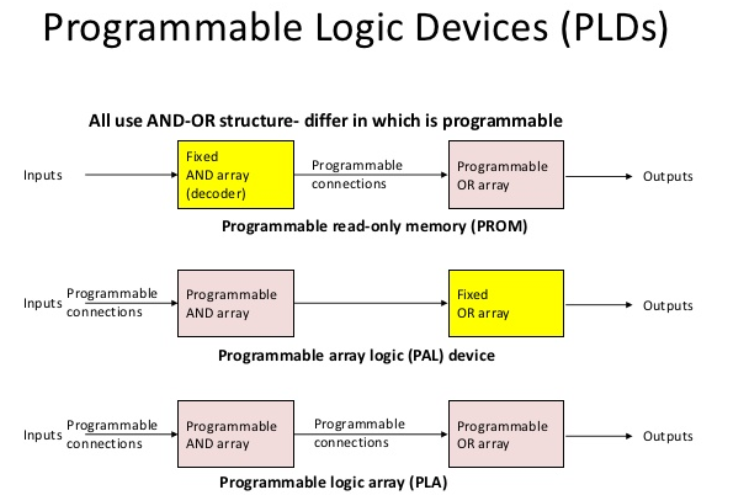 Programmable Logic Devices (PLDs)
All use AND-OR structure- differ in which is programmable
Inputs
Fixed
AND array
(decoder)
Programmable
connections
Programmable
OR array
Outputs
Programmable read-only memory (PROM)
Inputs
Programmable
connections
Programmable
AND array
Fixed
OR array
Outputs
Programmable array logic (PAL) device
Inputs
Programmable
connections
Programmable
AND array
Programmable
connections
Programmable
OR array
Outputs
Programmable logic array (PLA)